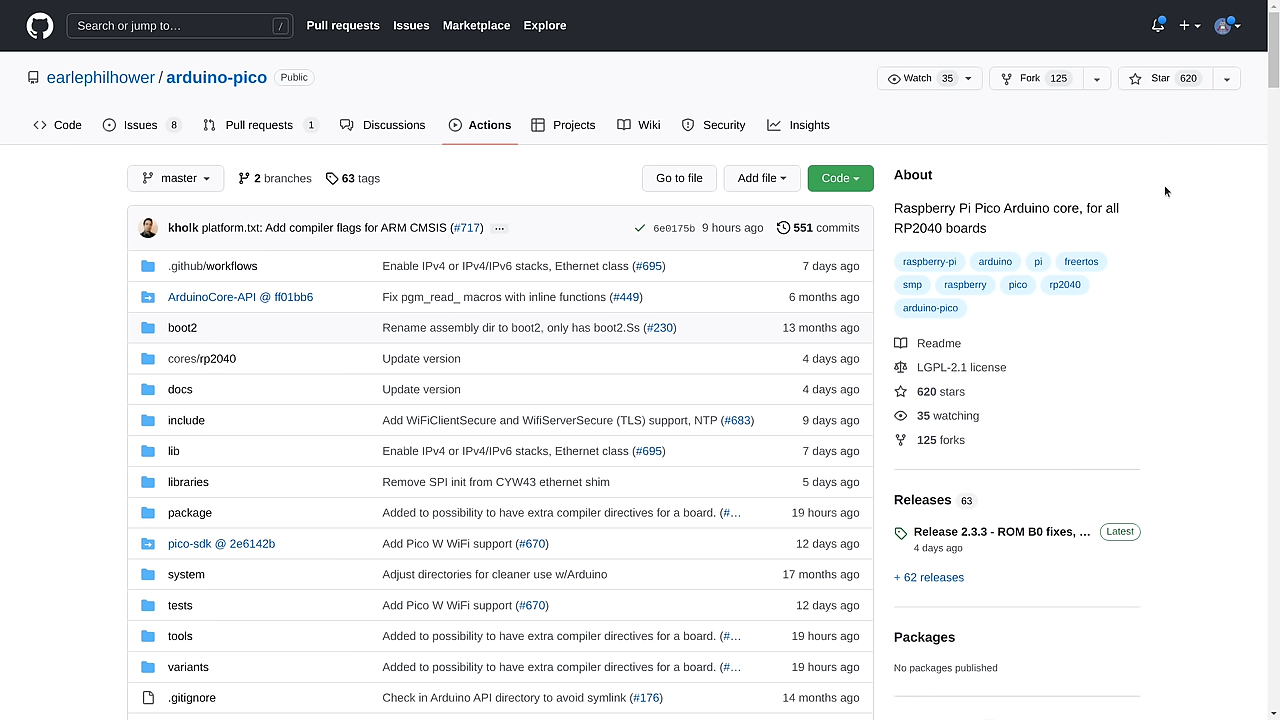 Search or jump to… /
Pull requests Issues Marketplace Explore
earlephilhower / arduino-pico Public
Watch 35
Fork 125
Star 620
Code
Issues 8
Pull requests 1
Discussions
Actions
Projects
Wiki
Security
Insights
master
2 branches
63 tags
Go to file
Add file
Code
kholk platform.txt: Add compiler flags for ARM CMSIS (#717) ... 6e0175b 9 hours ago 551 commits
.github/workflows Enable IPv4 or IPv4/IPv6 stacks, Ethernet class (#695) 7 days ago
ArduinoCore-API @ ff01bb6 Fix pgm_read_ macros with inline functions (#449) 6 months ago
boot2 Rename assembly dir to boot2, only has boot2.Ss (#230) 13 months ago
cores/rp2040 Update version 4 days ago
docs Update version 4 days ago
include Add WiFiClientSecure and WifiServerSecure (TLS) support, NTP (#683) 9 days ago
lib Enable IPv4 or IPv4/IPv6 stacks, Ethernet class (#695) 7 days ago
libraries Remove SPI init from CYW43 ethernet shim 5 days ago
package Added to possibility to have extra compiler directives for a board. (#… 19 hours ago
pico-sdk @ 2e6142b Add Pico W WiFi support (#670) 12 days ago
system Adjust directories for cleaner use w/Arduino 17 months ago
tests Add Pico W WiFi support (#670) 12 days ago
tools Added to possibility to have extra compiler directives for a board. (#… 19 hours ago
variants Added to possibility to have extra compiler directives for a board. (#… 19 hours ago
.gitignore Check in Arduino API directory to avoid symlink (#176) 14 months ago
About
Raspberry Pi Pico Arduino core, for all
RP2040 boards
raspberry-pi arduino pi freertos
smp raspberry pico rp2040
arduino-pico
Readme
LGPL-2.1 license
620 stars
35 watching
125 forks
Releases 63
Release 2.3.3 - ROM B0 fixes, ... Latest
4 days ago
+ 62 releases
Packages
No packages published